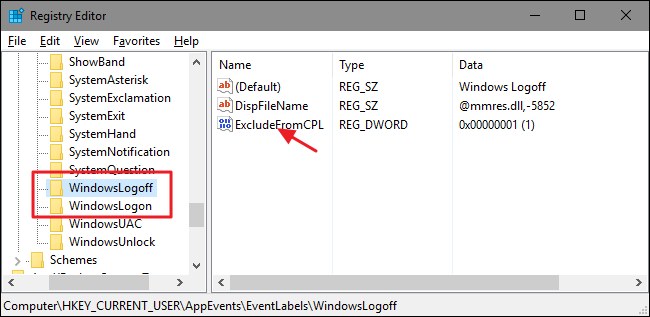 Registry Editor
File Edit View Favorites Help
ShowBand
SystemAsterisk
SystemExclamation
SystemExit
SystemHand
SystemNotification
SystemQuestion
WindowsLogoff
WindowsLogon
WindowsUAC
WindowsUnlock
Schemes
Name Type Data
(Default) REG_SZ Windows Logoff
DispFileName REG_SZ @mmres.dll,-5852
ExcludeFromCPL REG_DWORD 0x00000001 (1)
Computer\HKEY_CURRENT_USER\AppEvents\EventLabels\WindowsLogoff